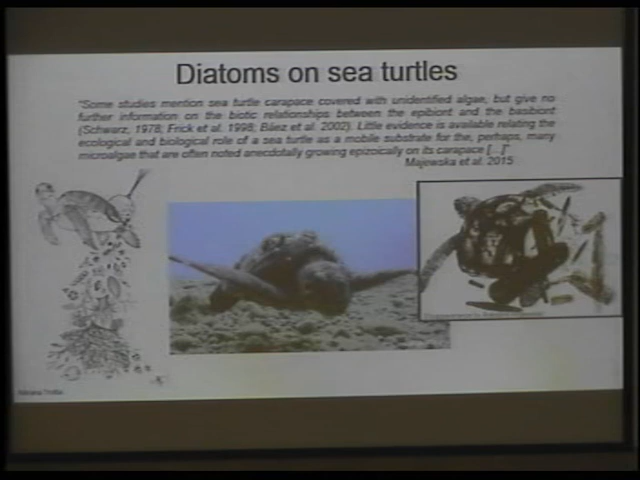 Diatoms on sea turtles
"Some studies mention sea turtle carapace covered with unidentified algae, but give no
further information on the biotic relationships between the epibiont and the basibiont
(Schwarz, 1978; Frick et al. 1998; Báez et al. 2002). Little evidence is available relating the
ecological and biological role of a sea turtle as a mobile substrate for the, perhaps, many
microalgae that are often noted anecdotally growing epizoically on its carapace [...]"
Majewska et al. 2015